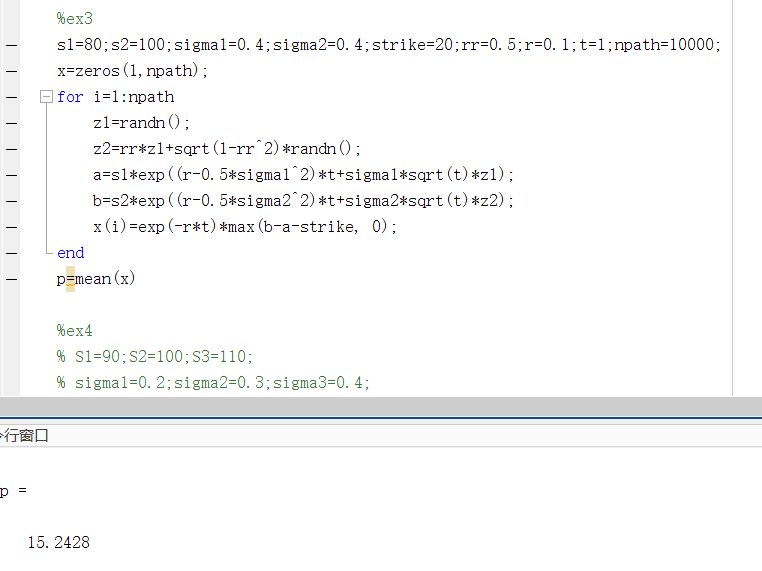 %ex3
s1=80;s2=100;sigma1=0.4;sigma2=0.4;strike=20;rr=0.5;r=0.1;t=1;npath=10000;
x=zeros(1,npath);
for i=1:npath
z1=randn();
z2=rr*z1+sqrt(1-rr^2)*randn();
a=s1*exp((r-0.5*sigma1^2)*t+sigma1*sqrt(t)*z1);
b=s2*exp((r-0.5*sigma2^2)*t+sigma2*sqrt(t)*z2);
x(i)=exp(-r*t)*max(b-a-strike, 0);
end
p=mean(x)
%ex4
% S1=90;S2=100;S3=110;
% sigma1=0.2;sigma2=0.3;sigma3=0.4;
行窗口
p =
15.2428